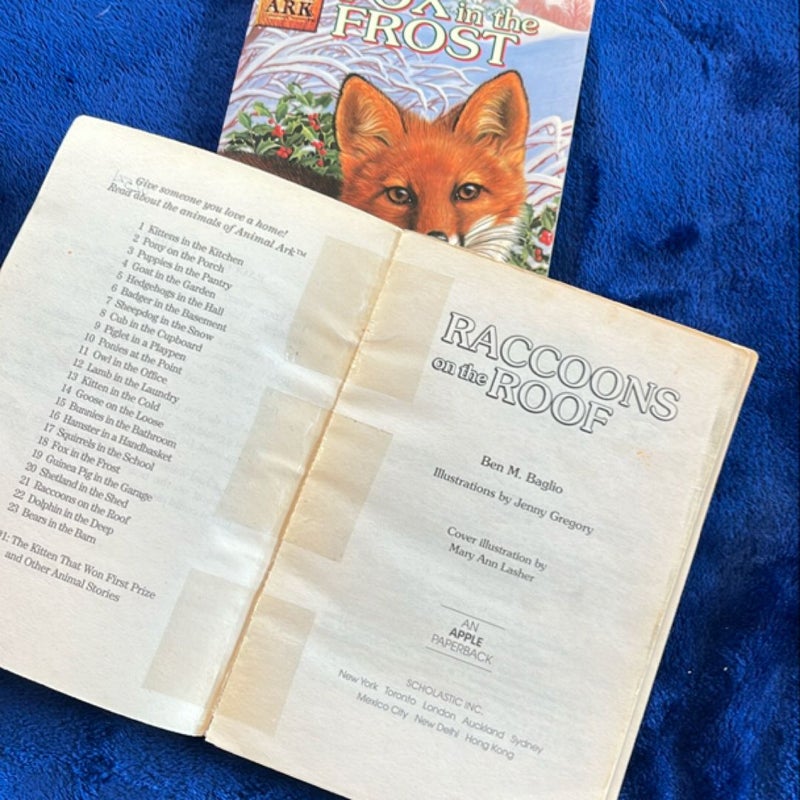 ARK
FOX in the
FROST
Give someone you love a home!
Read about the animals of Animal Ark™
1 Kittens in the Kitchen
2 Pony on the Porch
3 Puppies in the Pantry
4 Goat in the Garden
5 Hedgehogs in the Hall
6 Badger in the Basement
7 Sheepdog in the Snow
8 Cub in the Cupboard
9 Piglet in a Playpen
10 Ponies at the Point
11 Owl in the Office
12 Lamb in the Laundry
13 Kitten in the Cold
14 Goose on the Loose
15 Bunnies in the Bathroom
16 Hamster in a Handbasket
17 Squirrels in the School
18 Fox in the Frost
19 Guinea Pig in the Garage
20 Shetland in the Shed
21 Raccoons on the Roof
22 Dolphin in the Deep
23 Bears in the Barn
1: The Kitten That Won First Prize
and Other Animal Stories
RACCOONS
on the ROOF
Ben M. Baglio
Illustrations by Jenny Gregory
Cover illustration by
Mary Ann Lasher
AN
APPLE
PAPERBACK
SCHOLASTIC INC.
New York Toronto London Auckland Sydney
Mexico City New Delhi Hong Kong